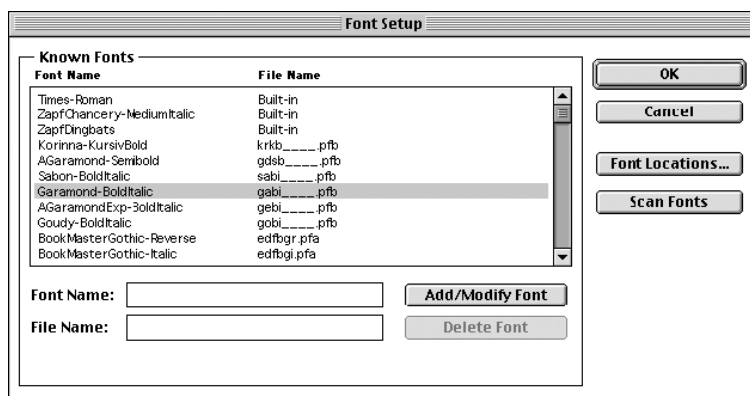 Font Setup
Known Fonts
Font Name File Name
Times-Roman Built-in
ZapfChancery-MediumItalic Built-in
ZapfDingbats Built-in
Korinna-KursivBold krkb____.pfb
AGaramond-Semibold gdsb____.pfb
Sabon-BoldItalic sabi____.pfb
Garamond-BoldItalic gabi____.pfb
AGaramondExp-BoldItalic gebi____.pfb
Goudy-BoldItalic gobi____.pfb
BookMasterGothic-Reverse edfbgr.pfa
BookMasterGothic-Italic edfbgi.pfa
Font Name: Add/Modify Font
File Name: Delete Font
OK
Cancel
Font Locations...
Scan Fonts